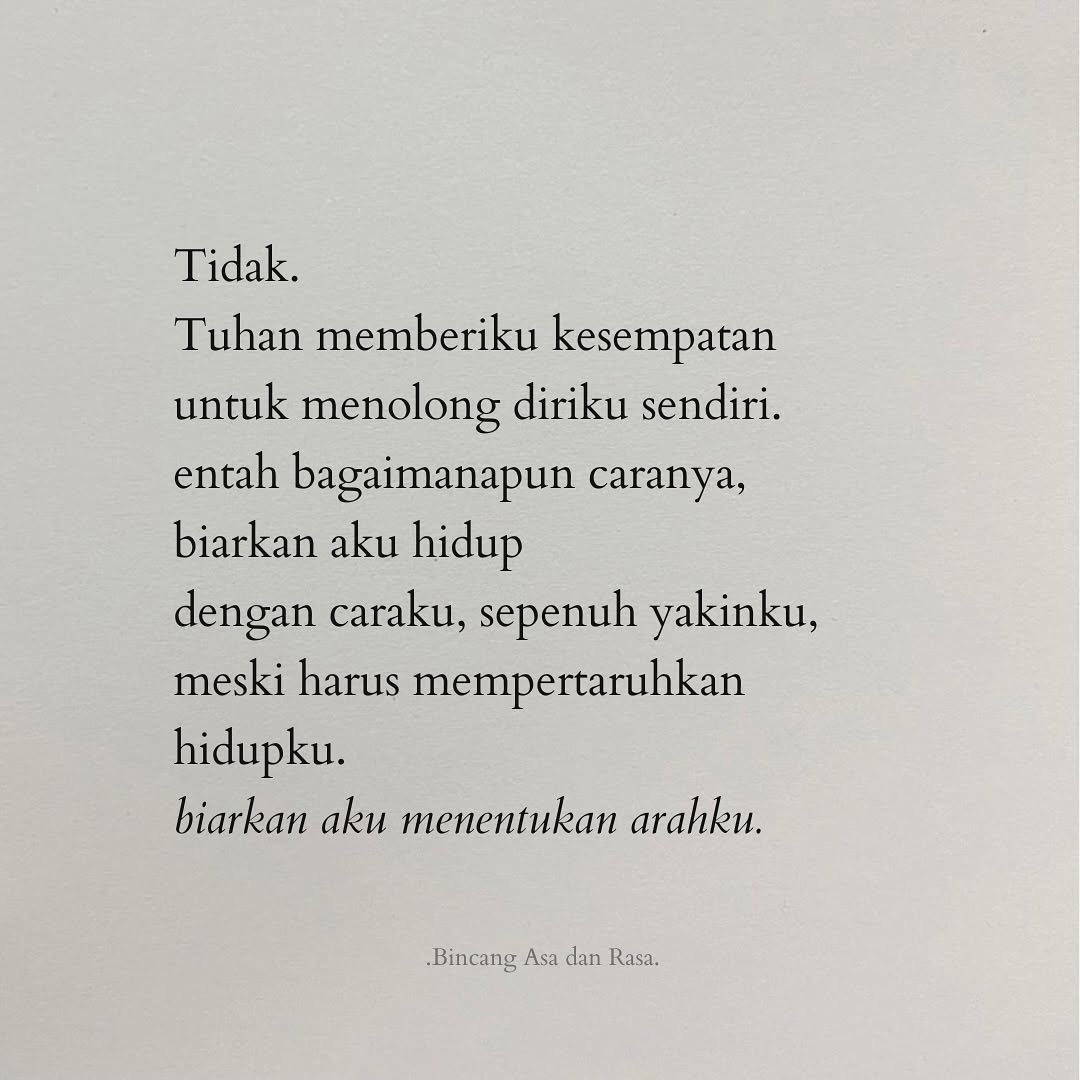 Tidak.
Tuhan memberiku kesempatan
untuk menolong diriku sendiri.
entah bagaimanapun caranya,
biarkan aku hidup
dengan caraku, sepenuh yakinku,
meski harus mempertaruhkan
hidupku.
biarkan aku menentukan arahku.
.Bincang Asa dan Rasa.